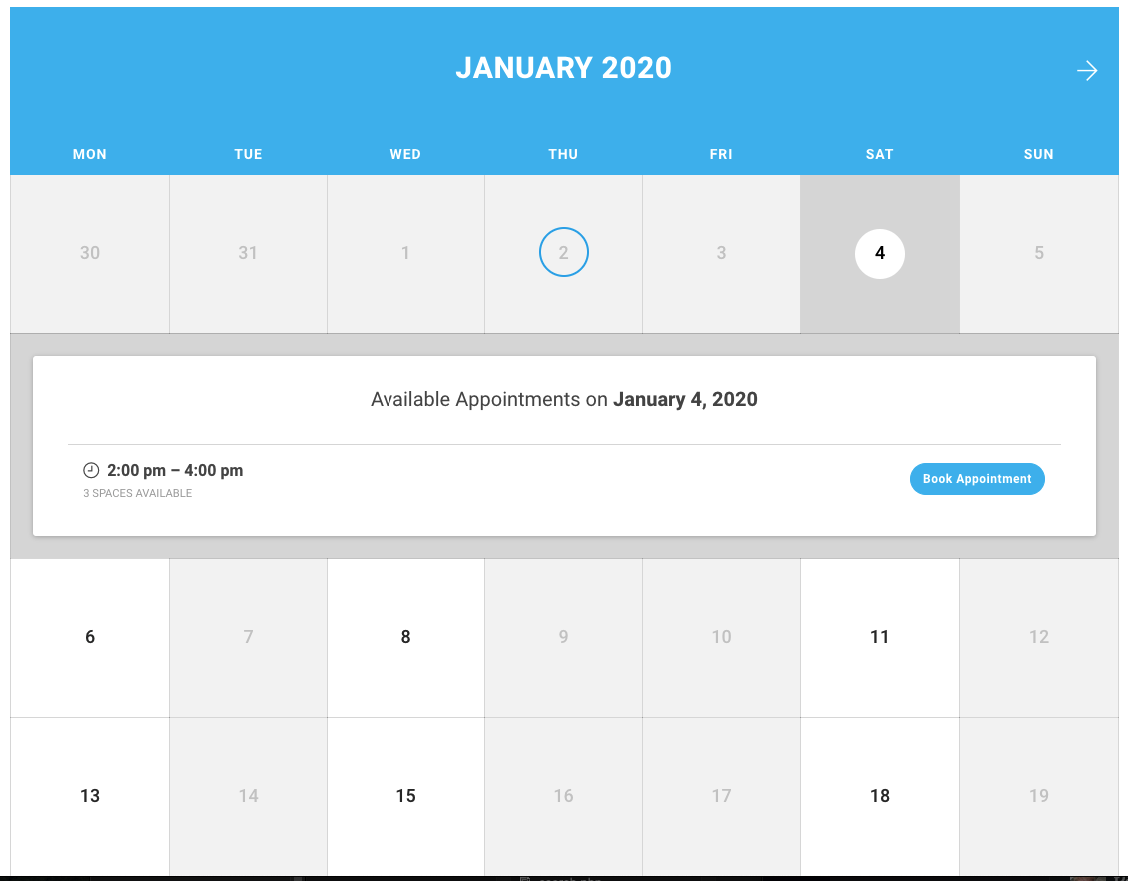 JANUARY 2020
MON TUE WED THU FRI SAT SUN
30 31 1 2 3 4 5
Available Appointments on January 4, 2020
2:00 pm – 4:00 pm
Book Appointment
3 SPACES AVAILABLE
6 7 8 9 10 11 12
13 14 15 16 17 18 19